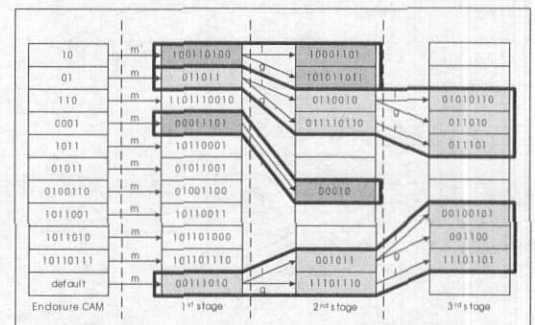 10 m 100110100 i 10001101
01 m 011011 g 101011011
110 m 1101110010 0110010 i 01010110
0001 m 00011101 011110110 g 011010
1011 m 10110001 i 011101
01011 m 01011001
0100110 m 01001100 00010
1011001 m 10110011 00100101
1011010 m 101101000 i 001100
10110111 m 101101110 001011 g 11101101
default m 00111010 i g 11101110 i
Endosure CAM 1st stage 2nd stage 3rd stage